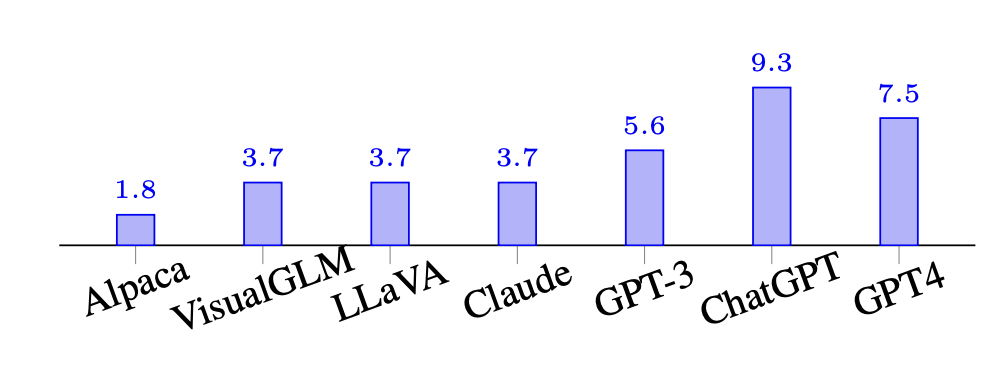 9.3
7.5
5.6
3.7 3.7 3.7
1.8
Alpaca VisualGLM LLaVA Claude GPT-3 ChatGPT GPT4